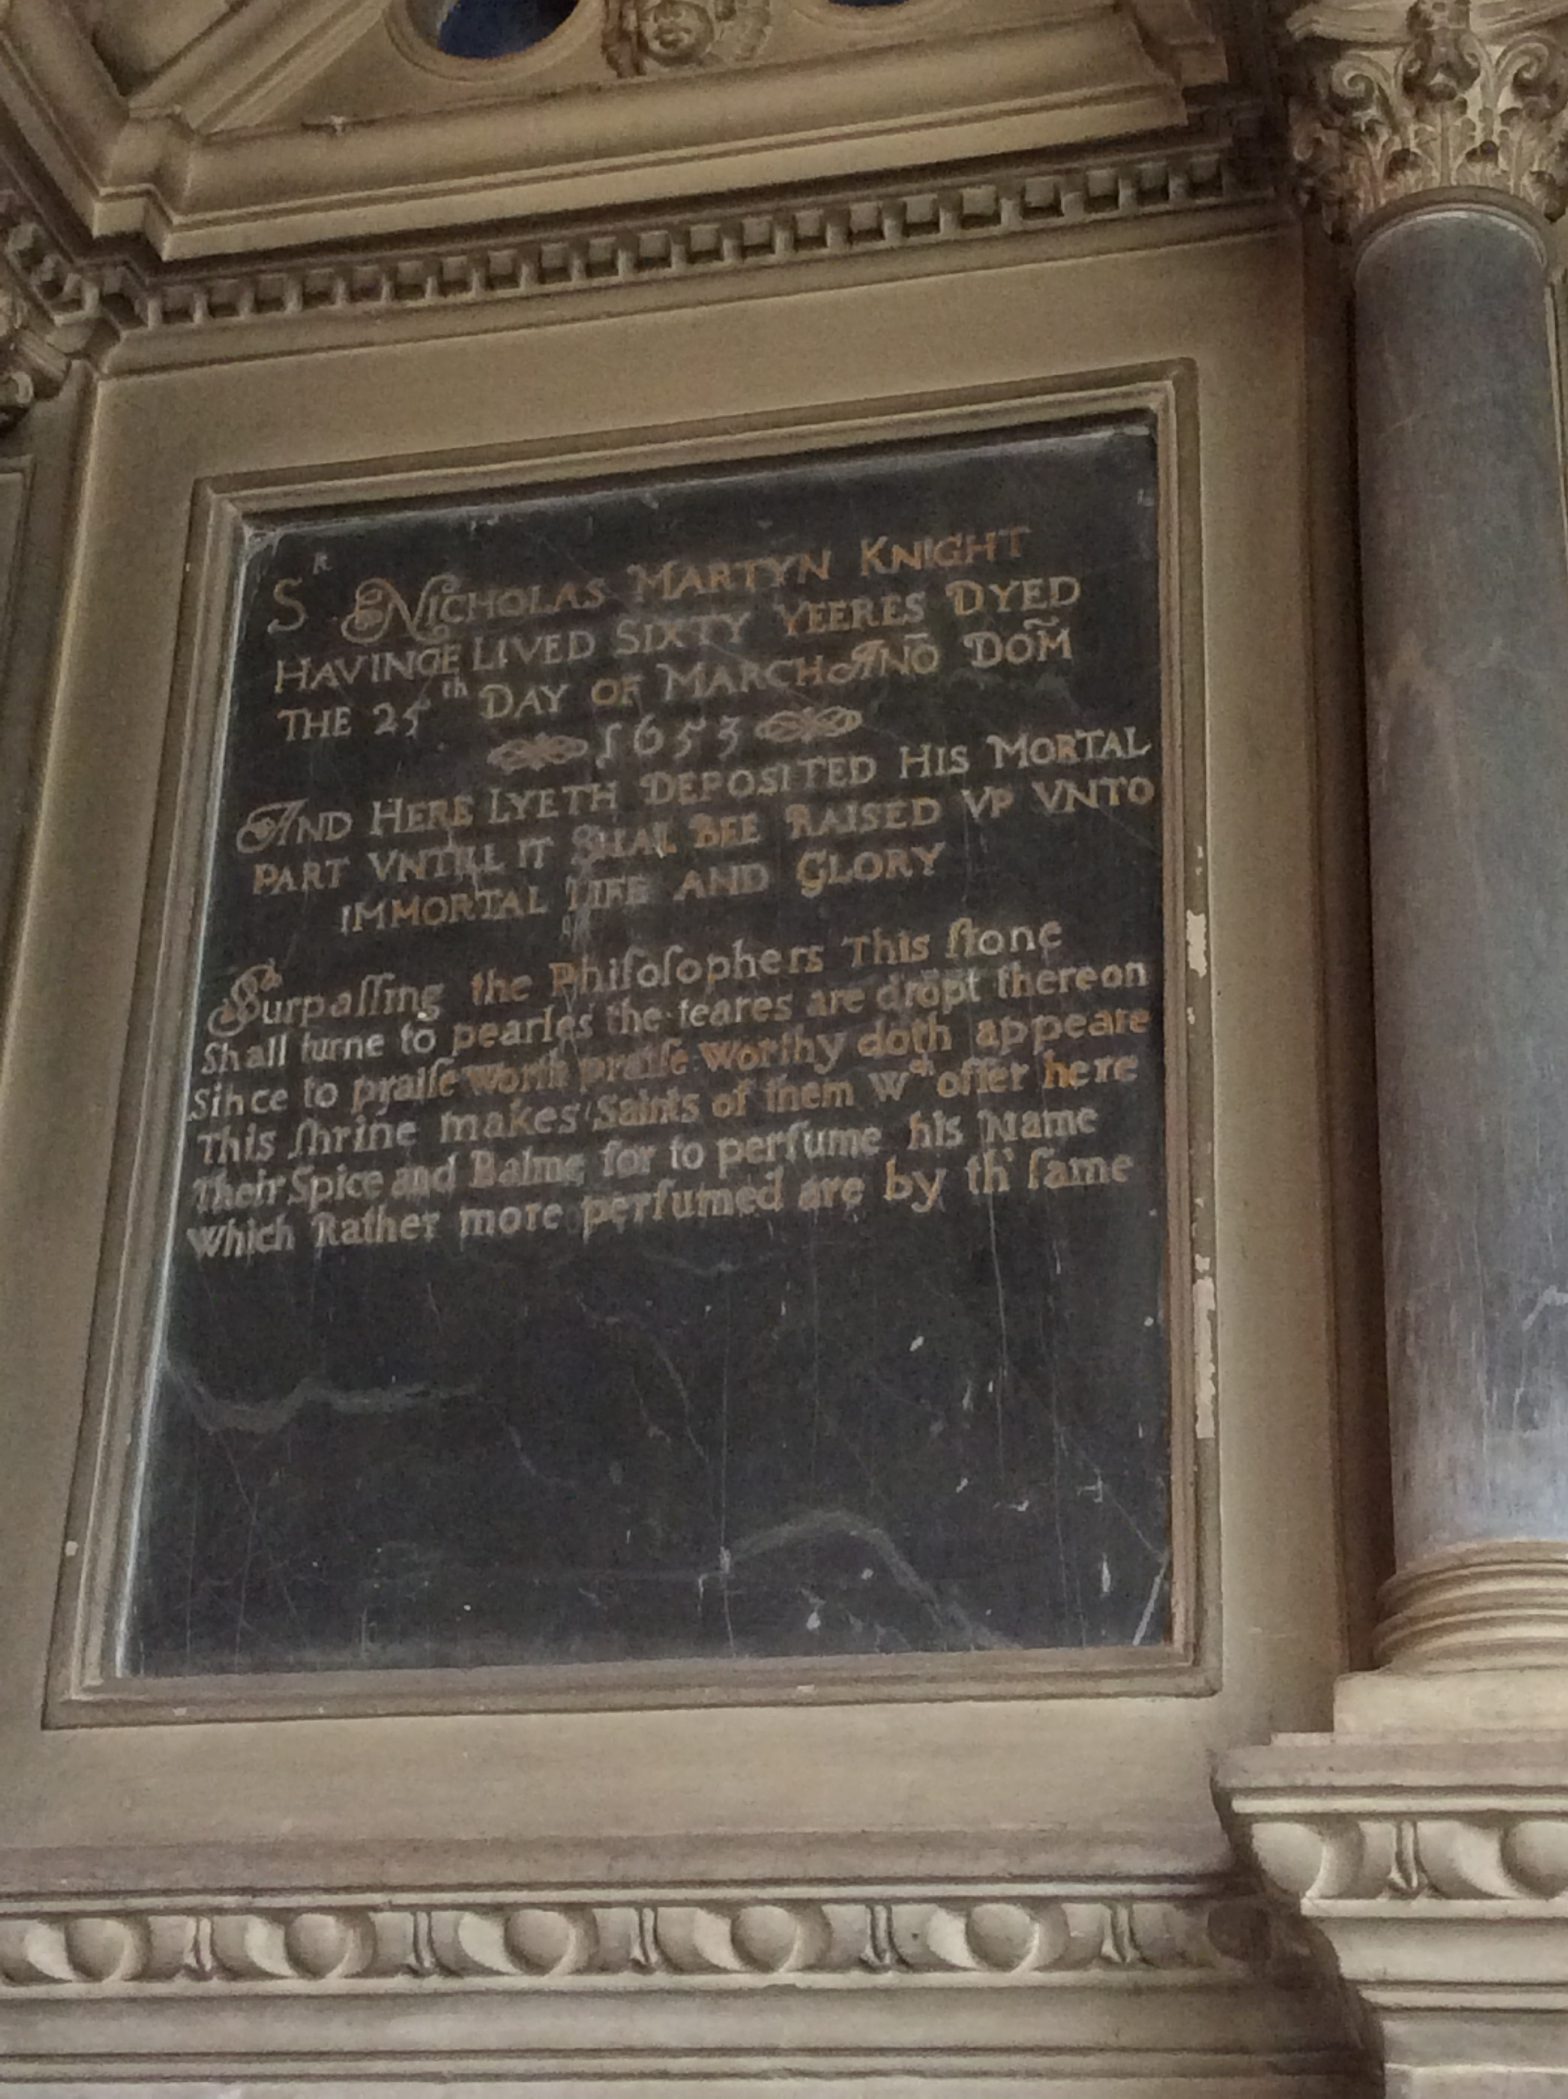 Sʳ NICHOLAS MARTYN KNIGHT
HAVINGE LIVED SIXTY YEERES DYED
THE 25th DAY OF MARCH ANŌ DOM̃
1653
AND HERE LYETH DEPOSITED HIS MORTAL
PART VNTILL IT SHAL BEE RAISED VP VNTO
IMMORTAL LIFE AND GLORY
Surpaſſing the Philoſophers This ſtone
Shall turne to pearles the teares are dropt thereon
Since to praiſe worth praiſe worthy doth appeare
This ſhrine makes Saints of them wᶜʰ offer here
Their Spice and Balme for to perfume his Name
Which Rather more perfumed are by th' ſame